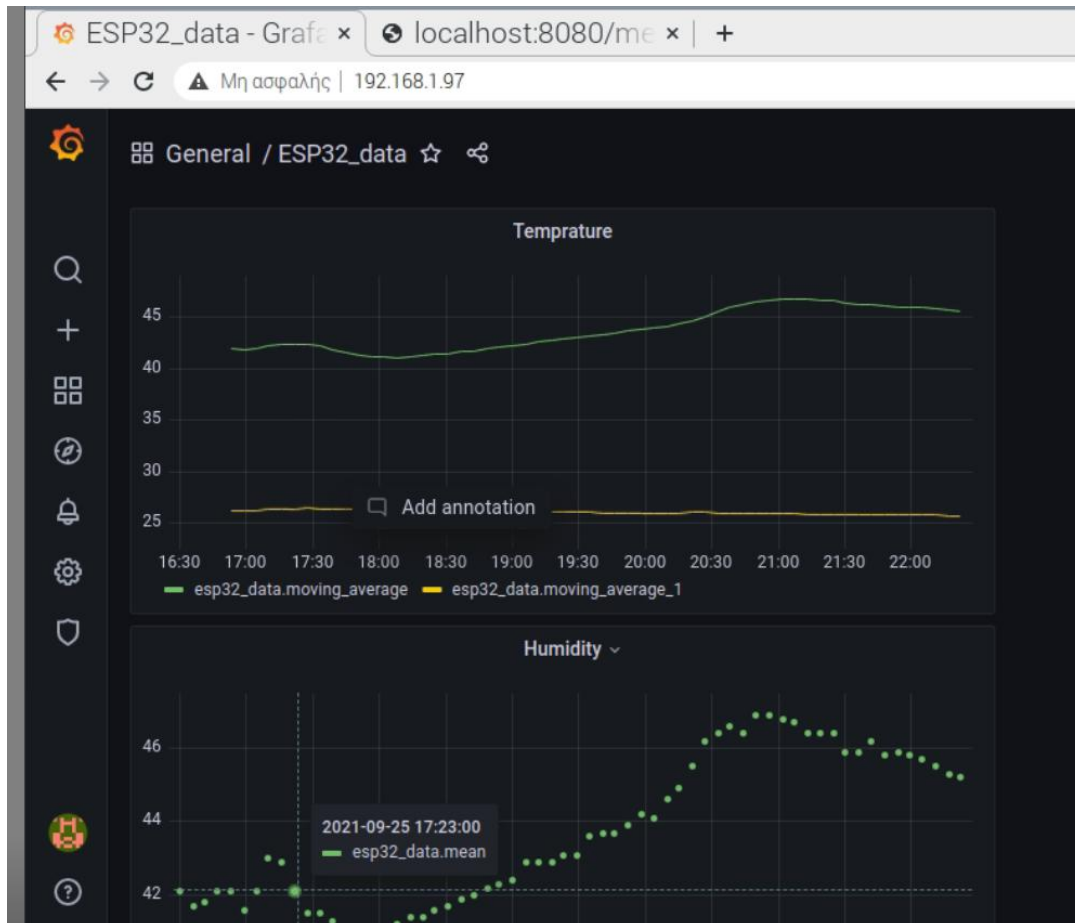 ESP32_data - Grafa
localhost:8080/me
Μη ασφαλής | 192.168.1.97
General / ESP32_data
Temprature
45
40
35
30
25
Add annotation
16:30 17:00 17:30 18:00 18:30 19:00 19:30 20:00 20:30 21:00 21:30 22:00
esp32_data.moving_average esp32_data.moving_average_1
Humidity
46
44
42
2021-09-25 17:23:00
esp32_data.mean